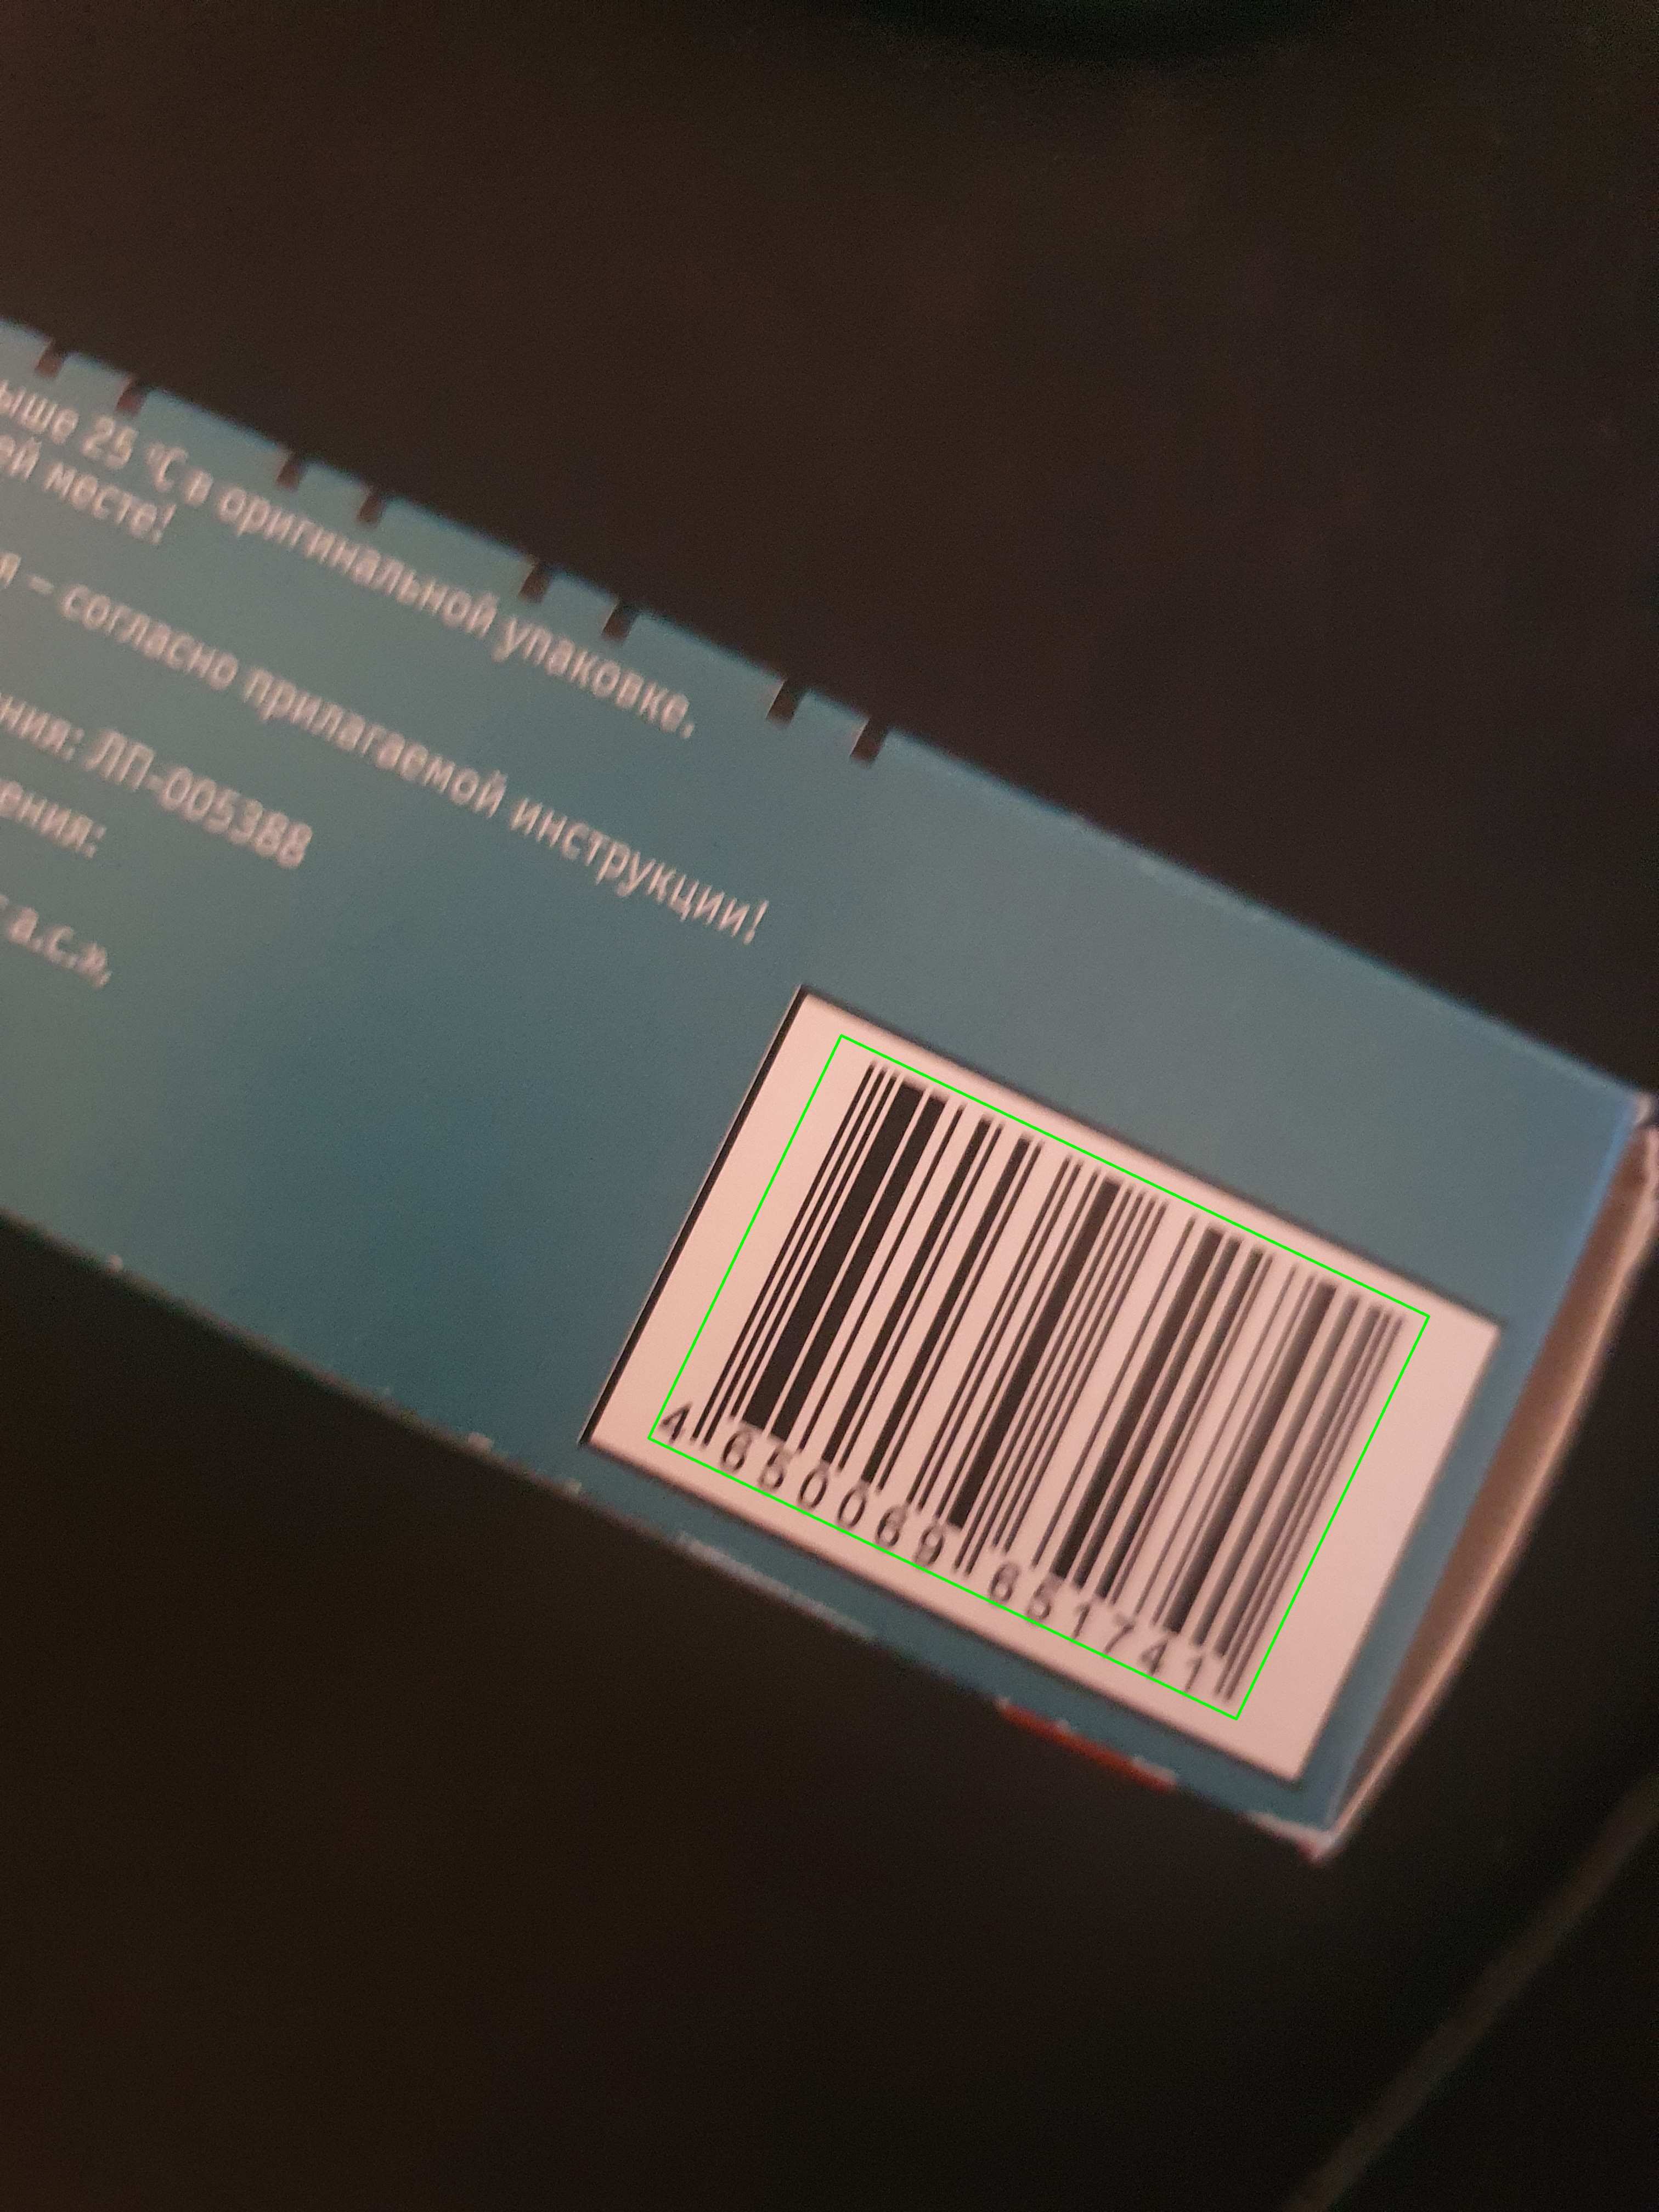 ыше 25 °C в оригинальной упаковке,
ей месте!
я – согласно прилагаемой инструкции!
ния: ЛП-005388
ения:
а.с.»,
4 650069 651741